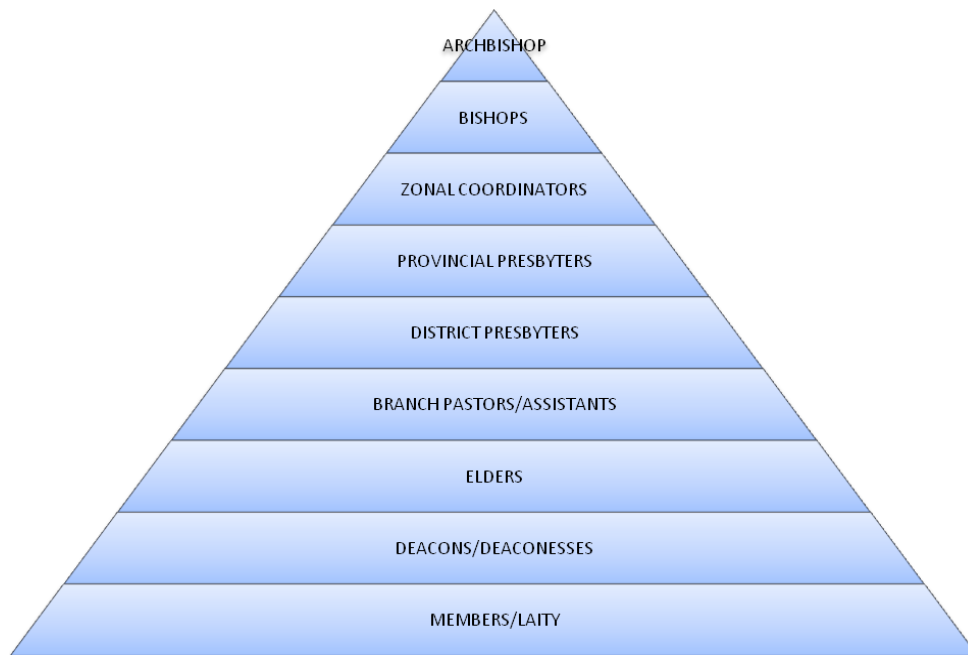 ARCHBISHOP
BISHOPS
ZONAL COORDINATORS
PROVINCIAL PRESBYTERS
DISTRICT PRESBYTERS
BRANCH PASTORS/ASSISTANTS
ELDERS
DEACONS/DEACONESSES
MEMBERS/LAITY